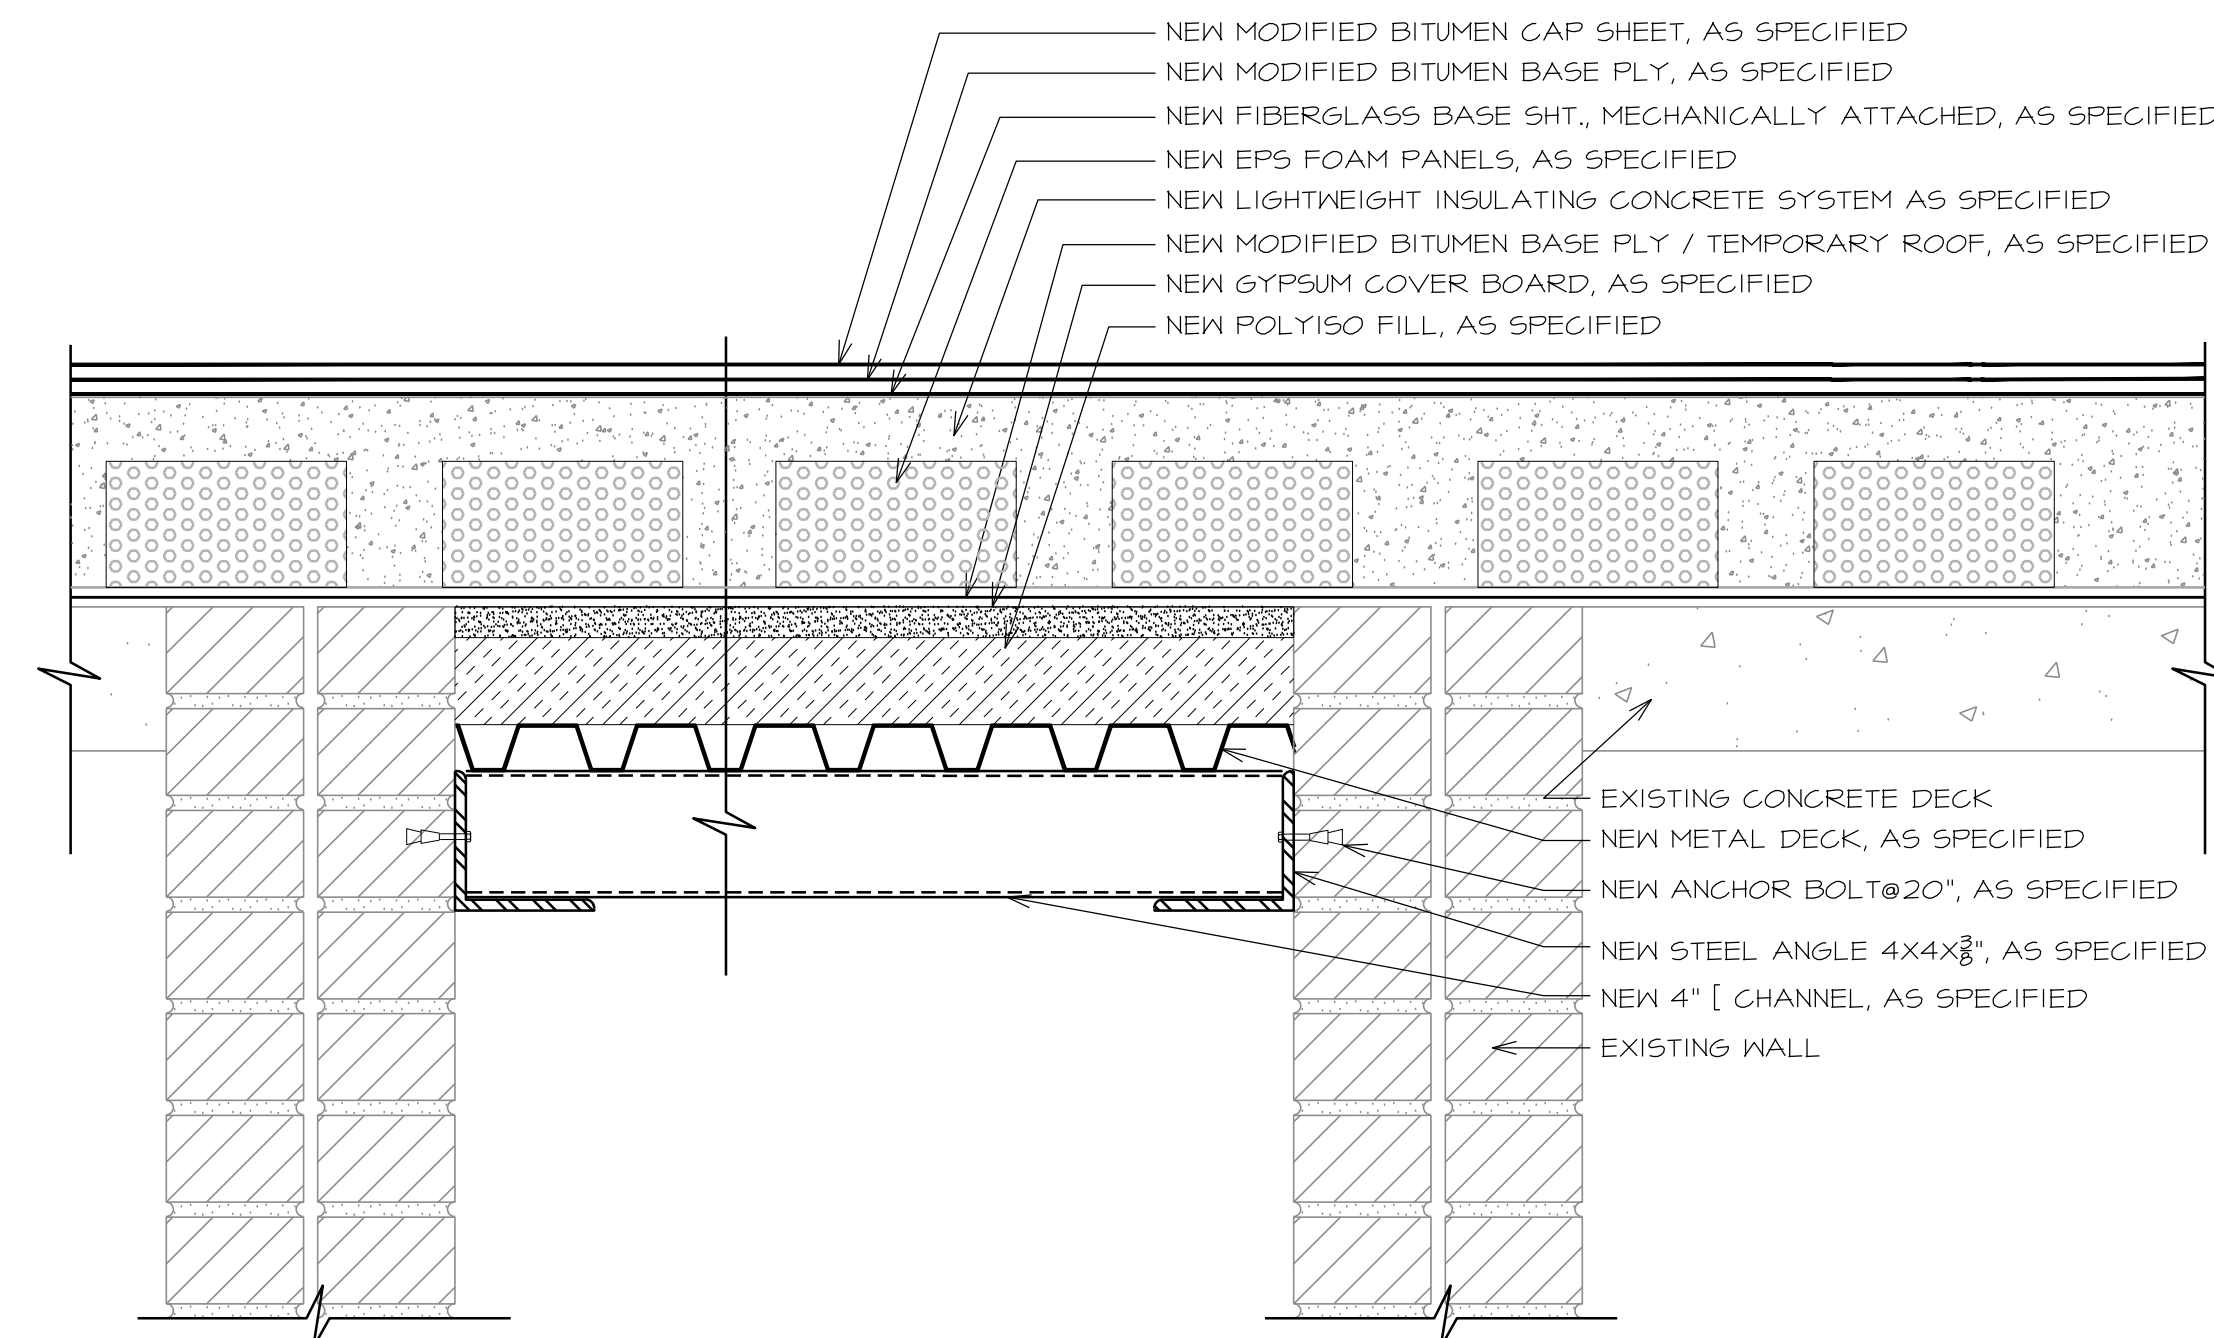 NEW MODIFIED BITUMEN CAP SHEET, AS SPECIFIED
NEW MODIFIED BITUMEN BASE PLY, AS SPECIFIED
NEW FIBERGLASS BASE SHT., MECHANICALLY ATTACHED, AS SPECIFIED
NEW EPS FOAM PANELS, AS SPECIFIED
NEW LIGHTWEIGHT INSULATING CONCRETE SYSTEM AS SPECIFIED
NEW MODIFIED BITUMEN BASE PLY / TEMPORARY ROOF, AS SPECIFIED
NEW GYPSUM COVER BOARD, AS SPECIFIED
NEW POLYISO FILL, AS SPECIFIED
EXISTING CONCRETE DECK
NEW METAL DECK, AS SPECIFIED
NEW ANCHOR BOLT@20", AS SPECIFIED
NEW STEEL ANGLE 4X4X3/8", AS SPECIFIED
NEW 4" [ CHANNEL, AS SPECIFIED
EXISTING WALL